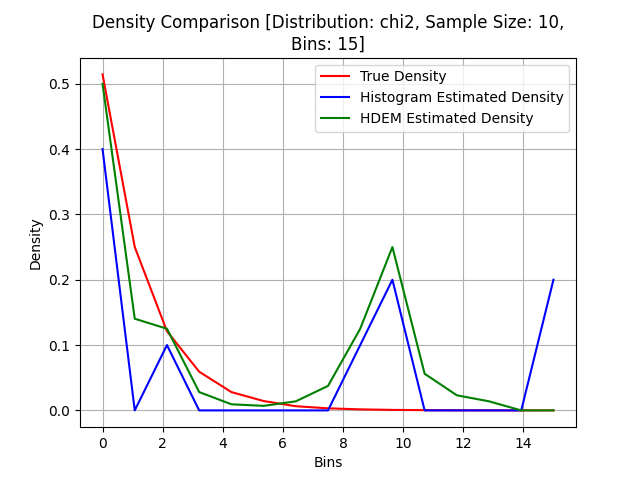 Density Comparison [Distribution: chi2, Sample Size: 10,
Bins: 15]
True Density
Histogram Estimated Density
HDEM Estimated Density
Density
0.5
0.4
0.3
0.2
0.1
0.0
0 2 4 6 8 10 12 14
Bins